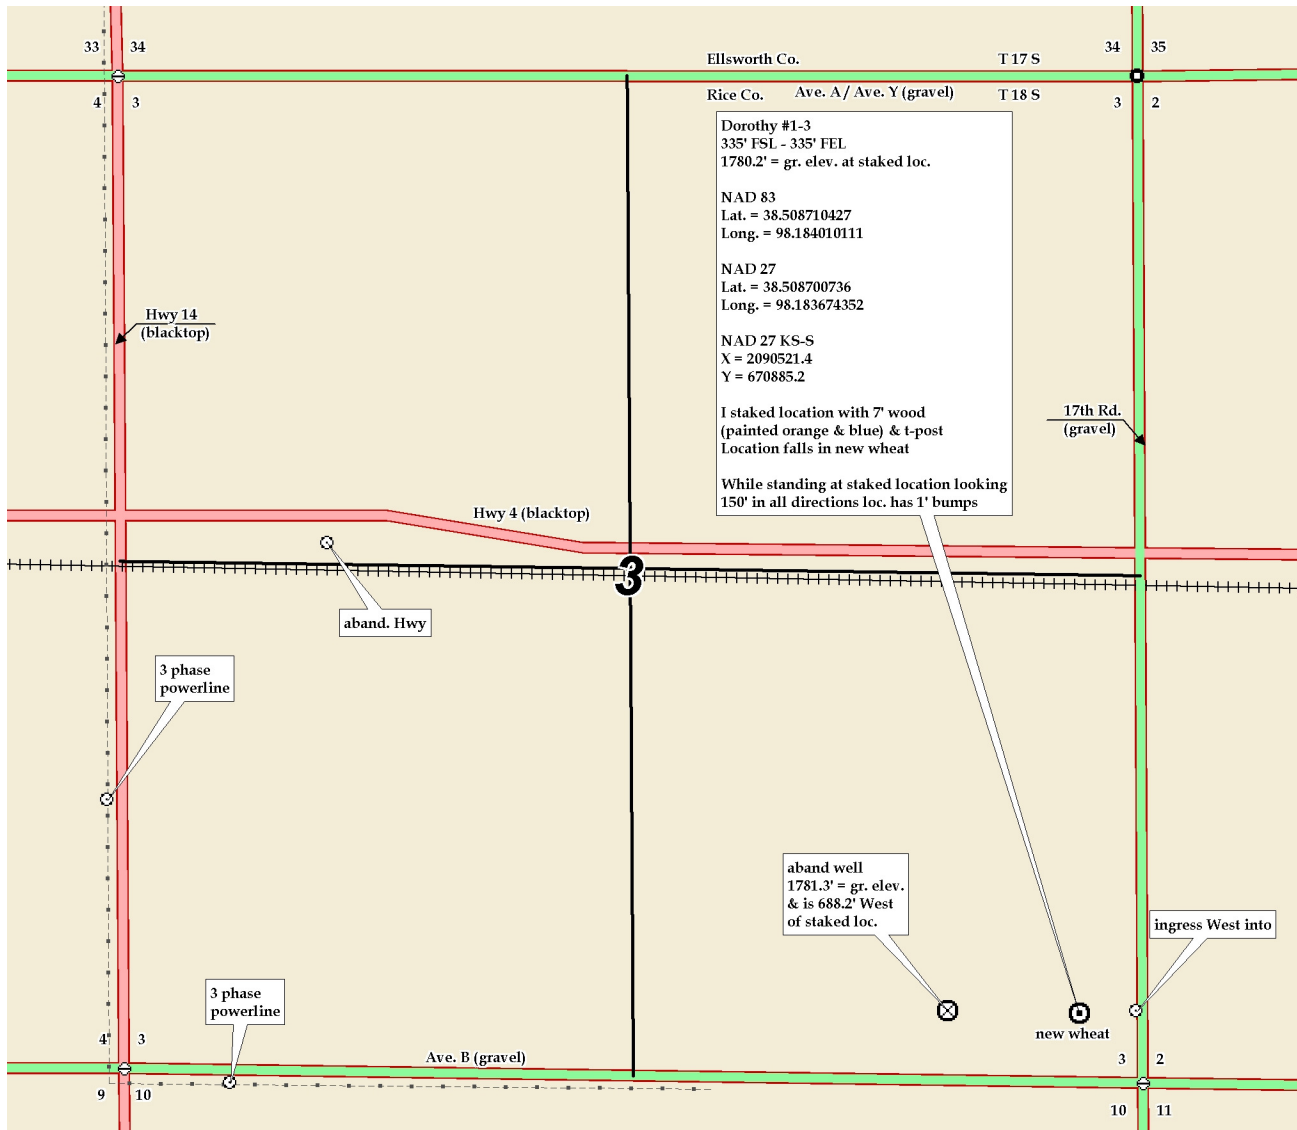 33 34
34 35
Ellsworth Co. T 17 S
4 3
Rice Co. Ave. A / Ave. Y (gravel) T 18 S
3 2
Dorothy #1-3
335' FSL - 335' FEL
1780.2' = gr. elev. at staked loc.
NAD 83
Lat. = 38.508710427
Long. = 98.184010111
NAD 27
Lat. = 38.508700736
Long. = 98.183674352
NAD 27 KS-S
X = 2090521.4
Y = 670885.2
I staked location with 7' wood
(painted orange & blue) & t-post
Location falls in new wheat
While standing at staked location looking
150' in all directions loc. has 1' bumps
Hwy 14
(blacktop)
17th Rd.
(gravel)
Hwy 4 (blacktop)
3
aband. Hwy
3 phase
powerline
aband well
1781.3' = gr. elev.
& is 688.2' West
of staked loc.
ingress West into
3 phase
powerline
new wheat
4 3
Ave. B (gravel)
3 2
9 10
10 11